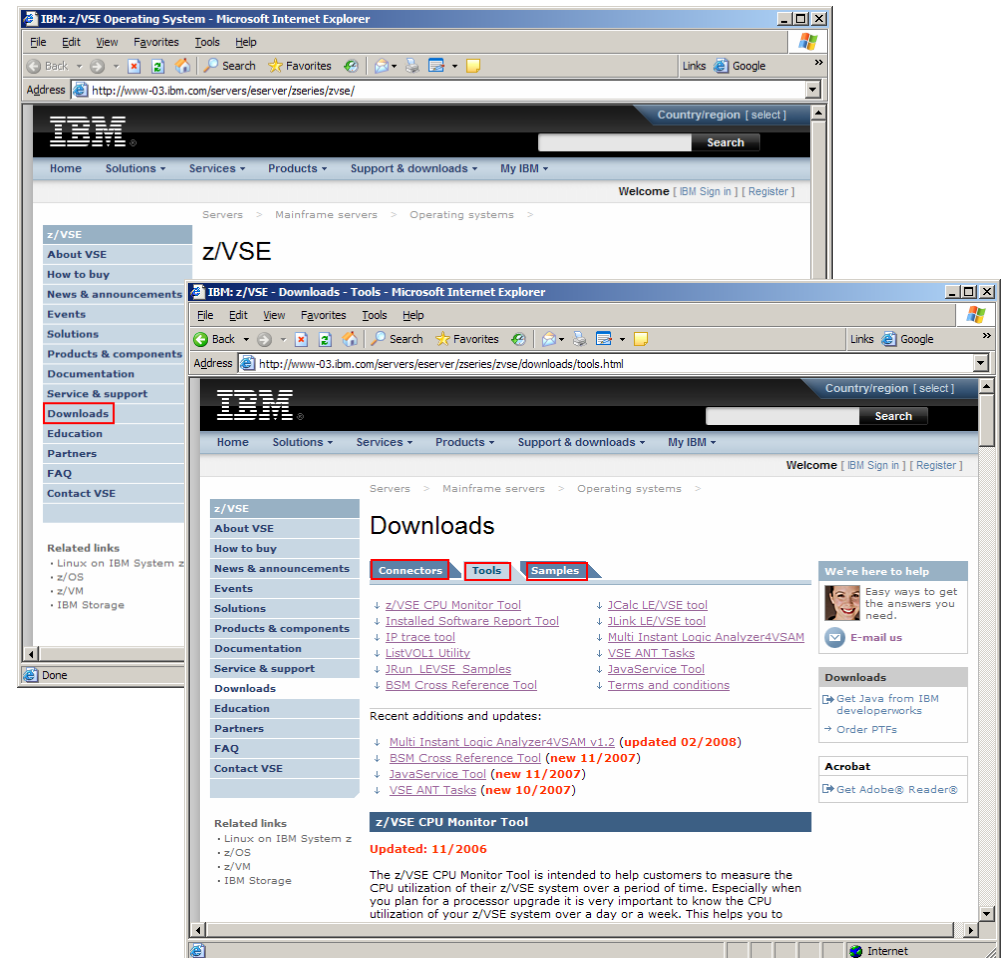 IBM: z/VSE Operating System - Microsoft Internet Explorer
File Edit View Favorites Tools Help
Back Search Favorites Links Google »
Address http://www-03.ibm.com/servers/eserver/zseries/zvse/
Country/region [ select ]
IBM®
Search
Home Solutions Services Products Support & downloads My IBM
Welcome [ IBM Sign in ] [ Register ]
Servers > Mainframe servers > Operating systems >
z/VSE
z/VSE
About VSE
How to buy
News & announcements
Events
Solutions
Products & components
Documentation
Service & support
Downloads
Education
Partners
FAQ
Contact VSE
Related links
· Linux on IBM System z
· z/OS
· z/VM
· IBM Storage
Done
IBM: z/VSE - Downloads - Tools - Microsoft Internet Explorer
File Edit View Favorites Tools Help
Back Search Favorites Links Google »
Address http://www-03.ibm.com/servers/eserver/zseries/zvse/downloads/tools.html
Country/region [ select ]
IBM®
Search
Home Solutions Services Products Support & downloads My IBM
Welcome [ IBM Sign in ] [ Register ]
Servers > Mainframe servers > Operating systems >
z/VSE
About VSE
How to buy
News & announcements
Events
Solutions
Products & components
Documentation
Service & support
Downloads
Education
Partners
FAQ
Contact VSE
Related links
· Linux on IBM System z
· z/OS
· z/VM
· IBM Storage
Downloads
Connectors Tools Samples
↓ z/VSE CPU Monitor Tool
↓ Installed Software Report Tool
↓ IP trace tool
↓ ListVOL1 Utility
↓ JRun_LEVSE_Samples
↓ BSM Cross Reference Tool
↓ JCalc LE/VSE tool
↓ JLink LE/VSE tool
↓ Multi Instant Logic Analyzer4VSAM
↓ VSE ANT Tasks
↓ JavaService Tool
↓ Terms and conditions
Recent additions and updates:
↓ Multi Instant Logic Analyzer4VSAM v1.2 (updated 02/2008)
↓ BSM Cross Reference Tool (new 11/2007)
↓ JavaService Tool (new 11/2007)
↓ VSE ANT Tasks (new 10/2007)
z/VSE CPU Monitor Tool
Updated: 11/2006
The z/VSE CPU Monitor Tool is intended to help customers to measure the
CPU utilization of their z/VSE system over a period of time. Especially when
you plan for a processor upgrade it is very important to know the CPU
utilization of your z/VSE system over a day or a week. This helps you to
We're here to help
Easy ways to get
the answers you
need.
E-mail us
Downloads
Get Java from IBM
developerworks
→ Order PTFs
Acrobat
Get Adobe® Reader®
Internet